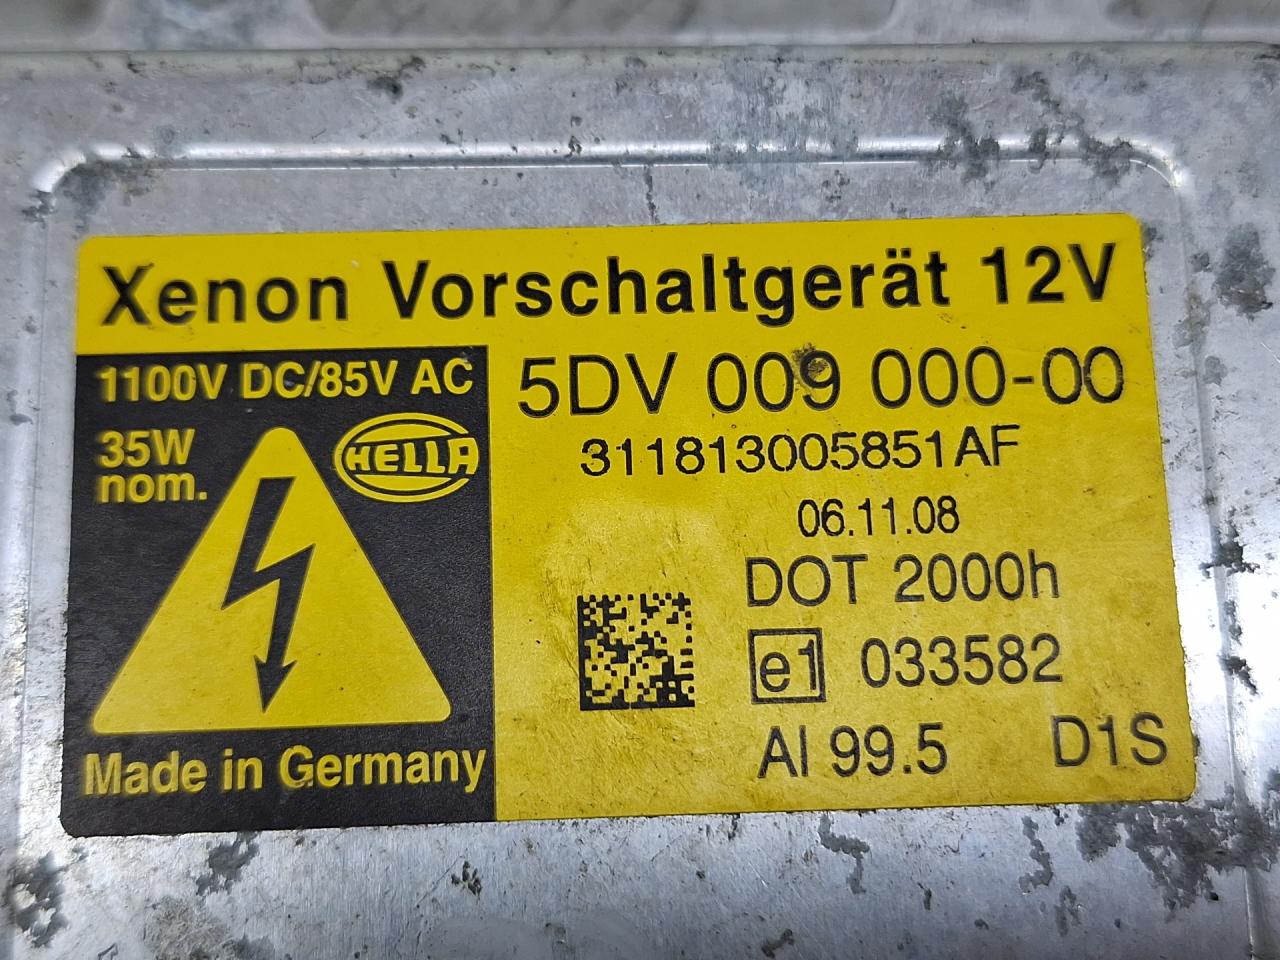 Xenon Vorschaltgerät 12V
1100V DC/85V AC
35W
nom.
HELLA
Made in Germany
5DV 009 000-00
311813005851AF
06.11.08
DOT 2000h
e1 033582
Al 99.5 D1S